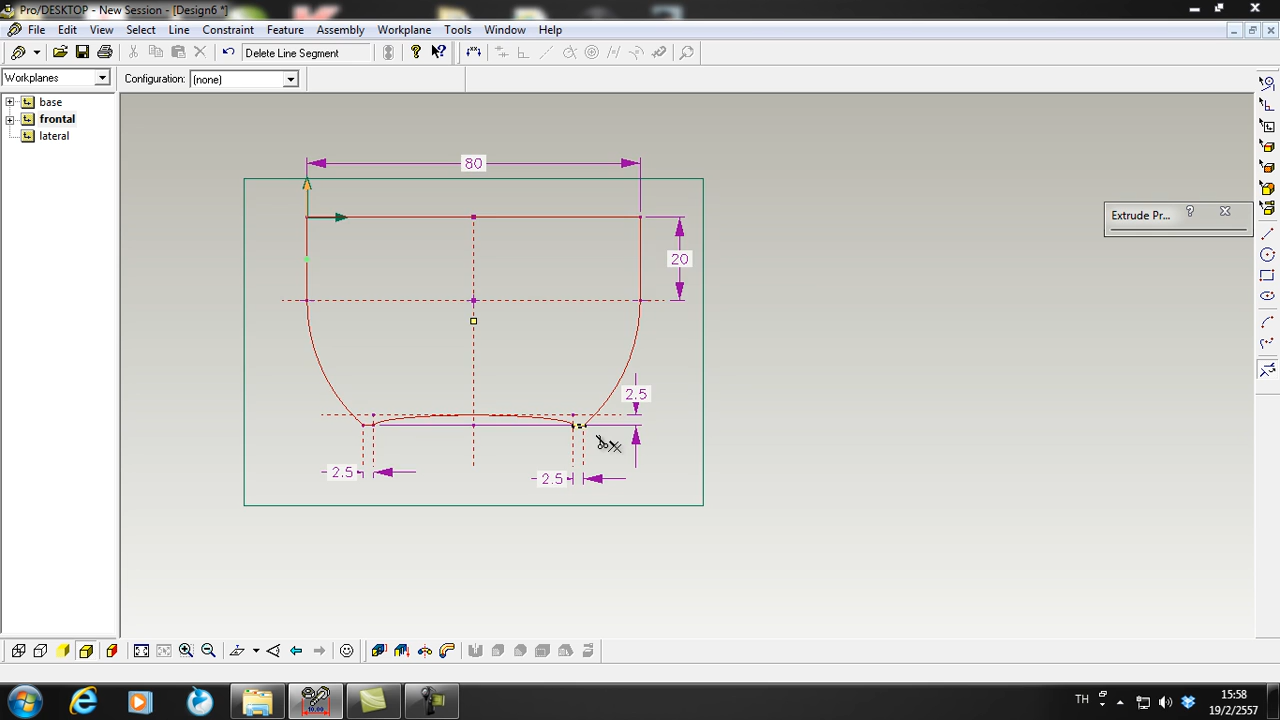 Pro/DESKTOP - New Session - [Design6 *]
File Edit View Select Line Constraint Feature Assembly Workplane Tools Window Help
Delete Line Segment
Workplanes
Configuration: (none)
base
frontal
lateral
80
Extrude Pr...
20
2.5
2.5
2.5
TH
15:58
19/2/2557